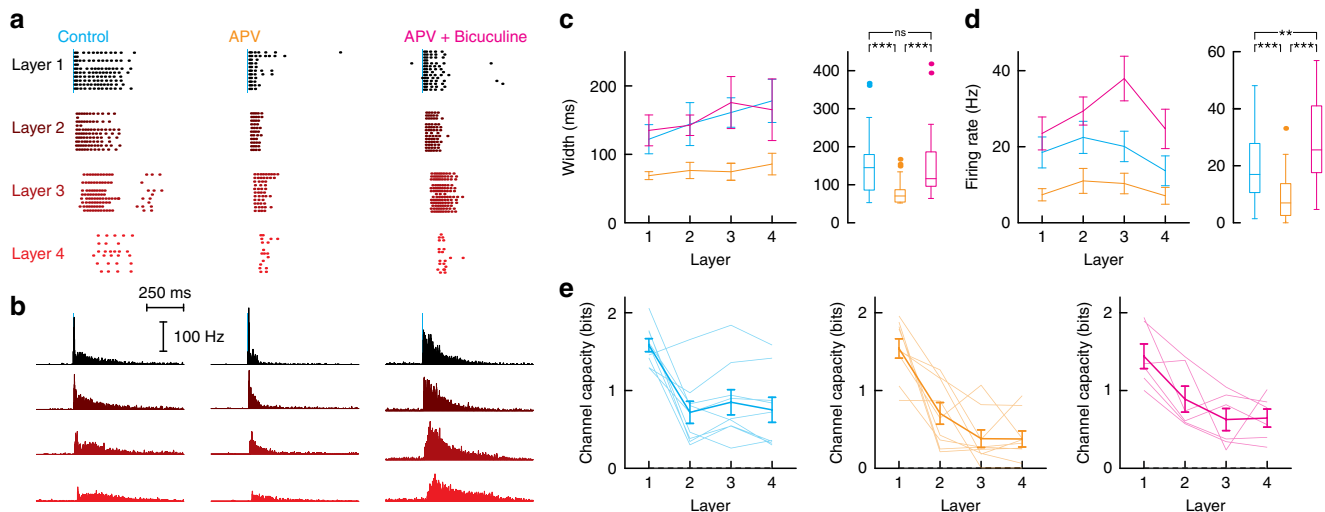 a
Control
APV
APV + Bicuculine
Layer 1
Layer 2
Layer 3
Layer 4
b
250 ms
100 Hz
c
Width (ms)
200
100
0
1 2 3 4
Layer
ns
*** ***
400
300
200
100
0
d
Firing rate (Hz)
40
20
0
1 2 3 4
Layer
**
*** ***
60
40
20
0
e
Channel capacity (bits)
2
1
0
1 2 3 4
Layer
Channel capacity (bits)
2
1
0
1 2 3 4
Layer
Channel capacity (bits)
2
1
0
1 2 3 4
Layer